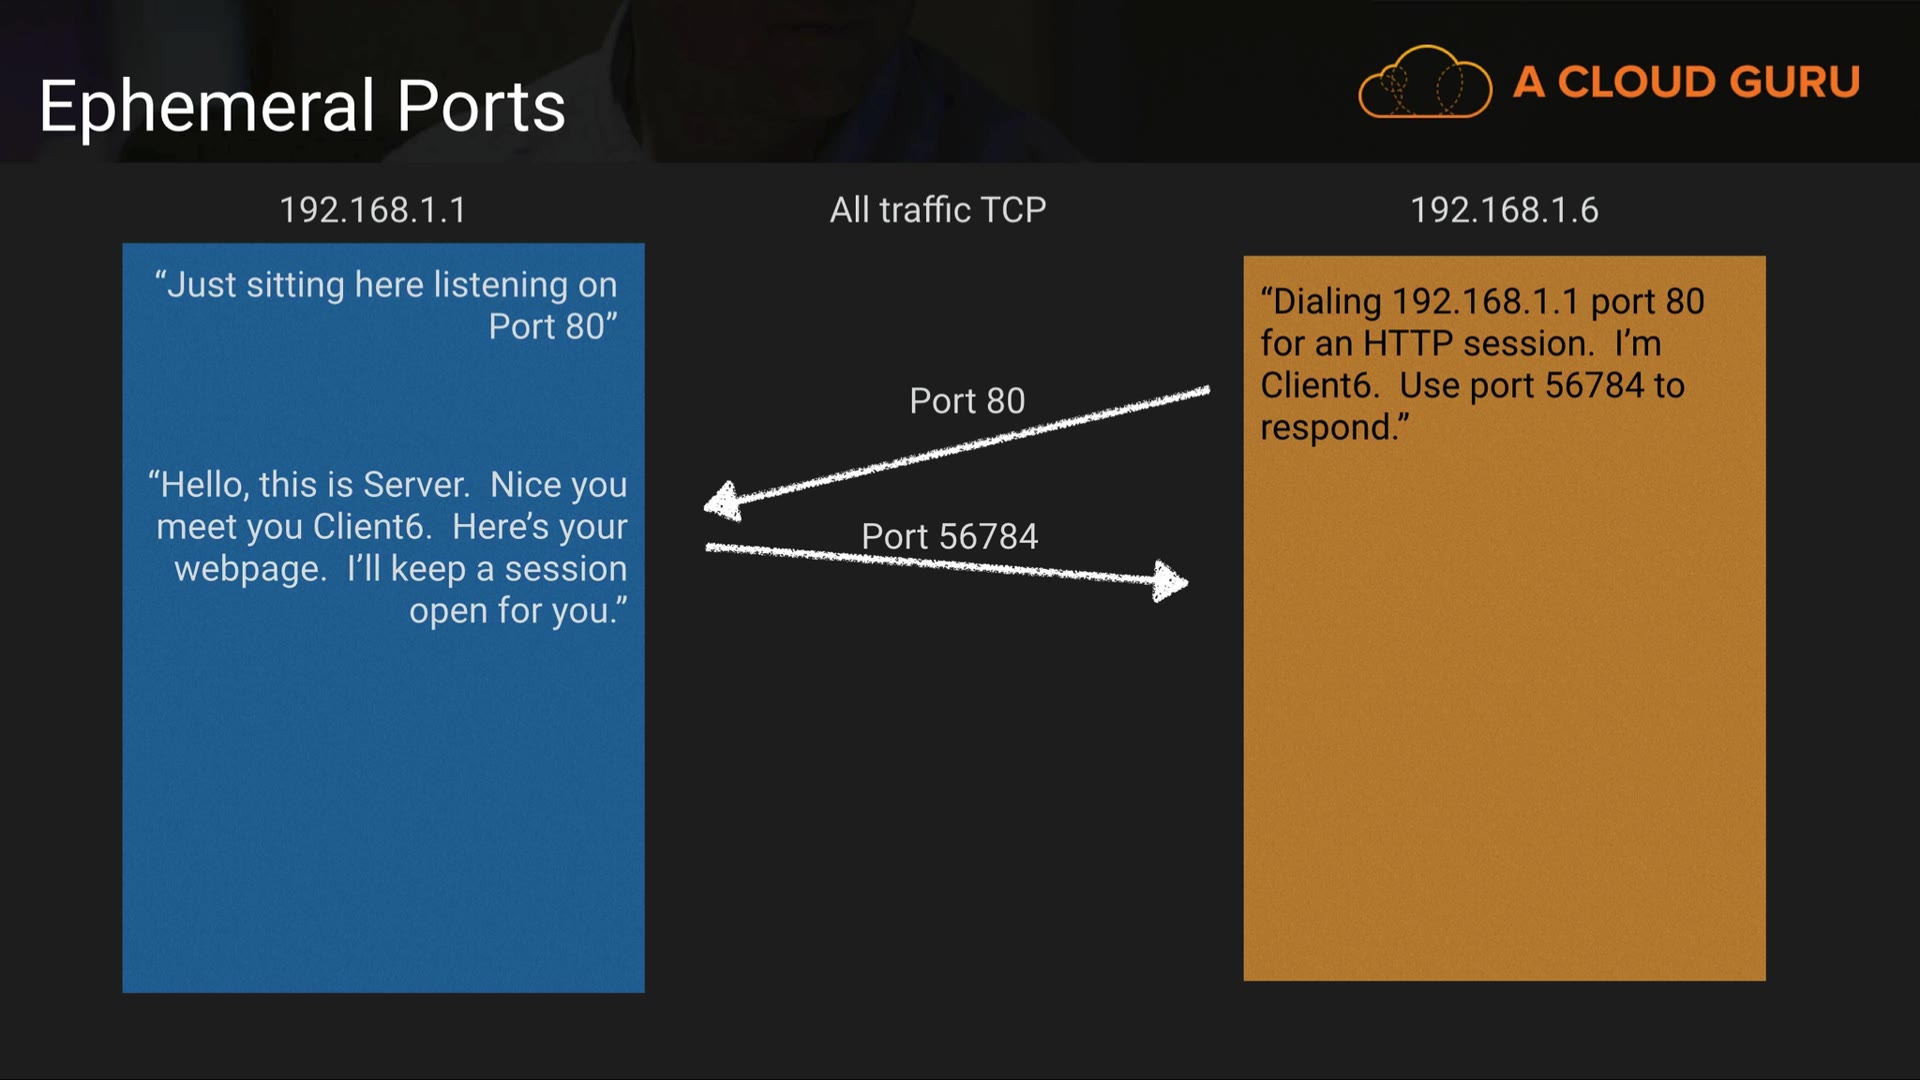 Ephemeral Ports
A CLOUD GURU
192.168.1.1
All traffic TCP
192.168.1.6
“Just sitting here listening on
Port 80”
“Dialing 192.168.1.1 port 80
for an HTTP session.  I’m
Client6.  Use port 56784 to
respond.”
Port 80
“Hello, this is Server.  Nice you
meet you Client6.  Here’s your
webpage.  I’ll keep a session
open for you.”
Port 56784